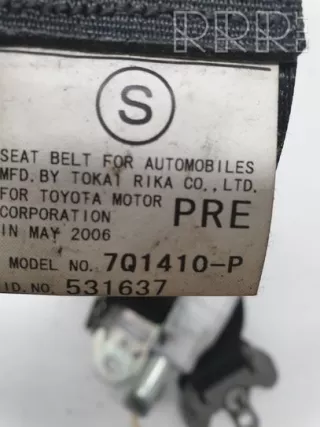 RRR
S
SEAT BELT FOR AUTOMOBILES
MFD. BY TOKAI RIKA CO., LTD.
FOR TOYOTA MOTOR
CORPORATION PRE
IN MAY 2006
MODEL NO. 7Q1410-P
ID.NO. 531637